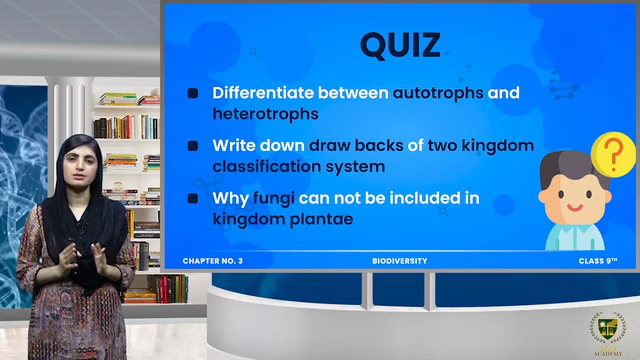 QUIZ
Differentiate between autotrophs and
heterotrophs
Write down draw backs of two kingdom
classification system
Why fungi can not be included in
kingdom plantae
?
CHAPTER NO. 3
BIODIVERSITY
CLASS 9TH
ACADEMY